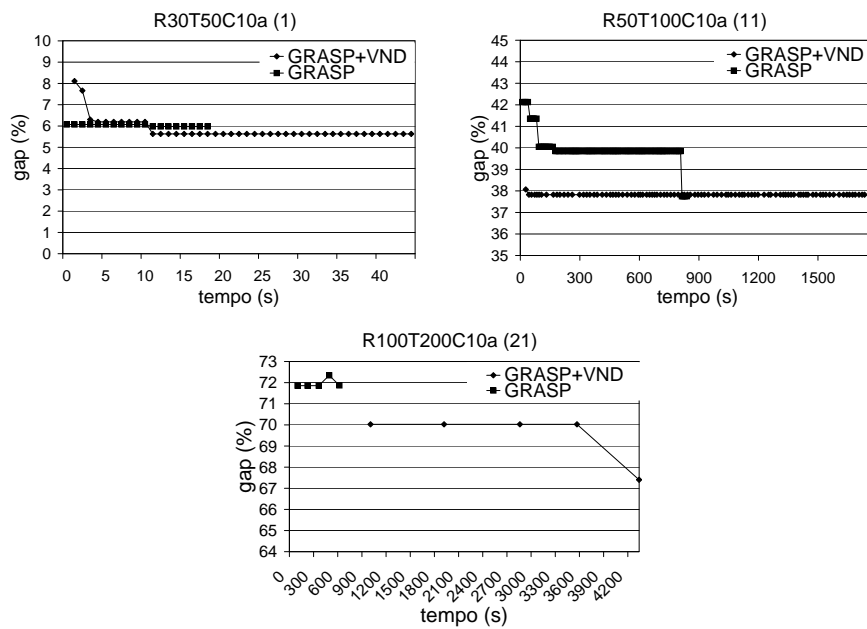 R30T50C10a (1)
10
9
8
7
6
5
4
3
2
1
0
gap (%)
0 5 10 15 20 25 30 35 40
tempo (s)
GRASP+VND
GRASP
R50T100C10a (11)
45
44
43
42
41
40
39
38
37
36
35
gap (%)
0 300 600 900 1200 1500
tempo (s)
GRASP+VND
GRASP
R100T200C10a (21)
73
72
71
70
69
68
67
66
65
64
gap (%)
0 300 600 900 1200 1500 1800 2100 2400 2700 3000 3300 3600 3900 4200
tempo (s)
GRASP+VND
GRASP